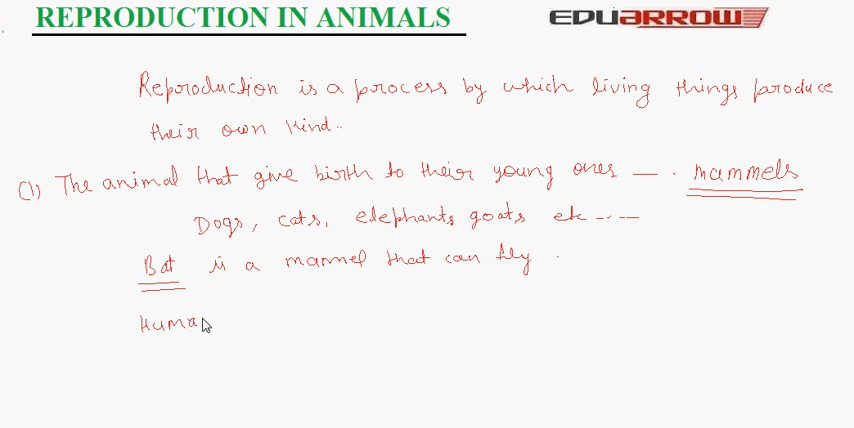 REPRODUCTION IN ANIMALS
EDUARROW
Reproduction is a process by which living things produce
their own kind..
(1) The animal that give birth to their young ones — . mammels
Dogs, cats, elephants, goats etc -----
Bat is a mammel that can fly .
Huma